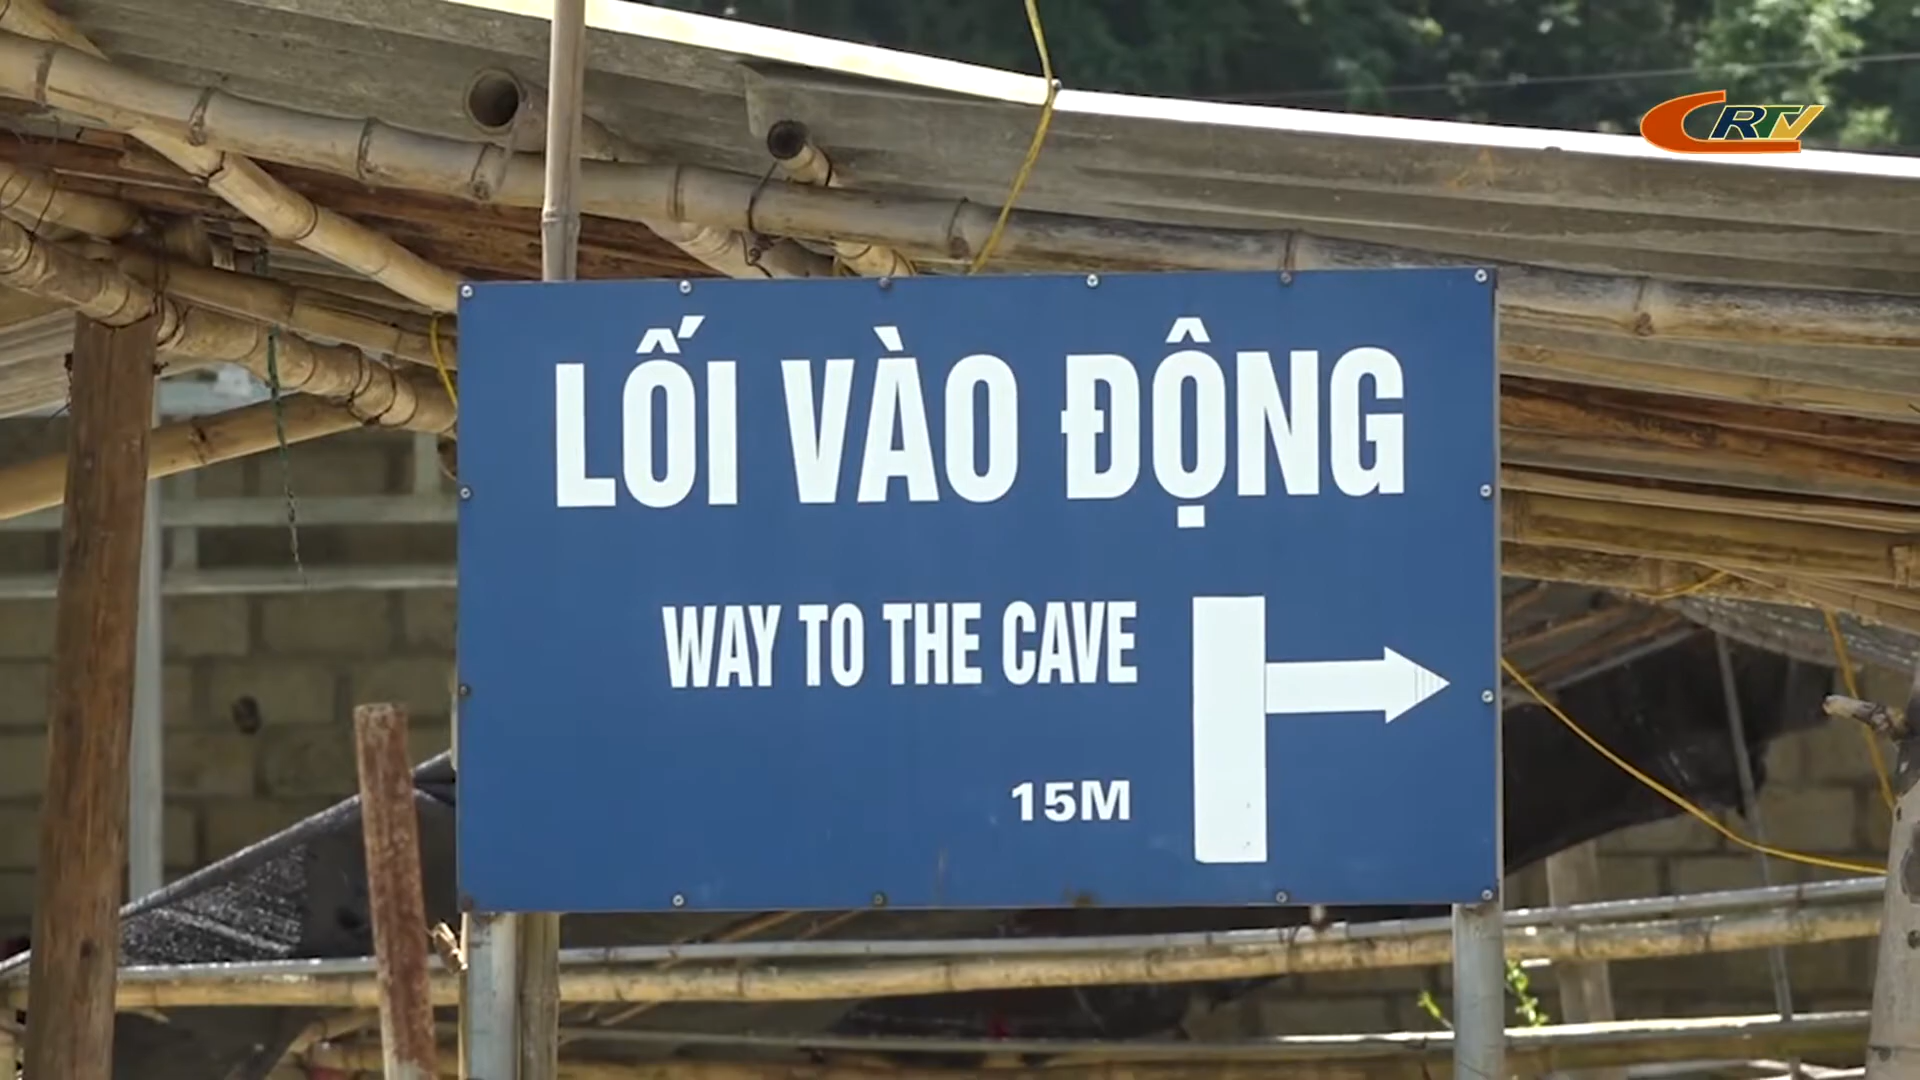 CRTV
LỐI VÀO ĐỘNG
WAY TO THE CAVE
15M